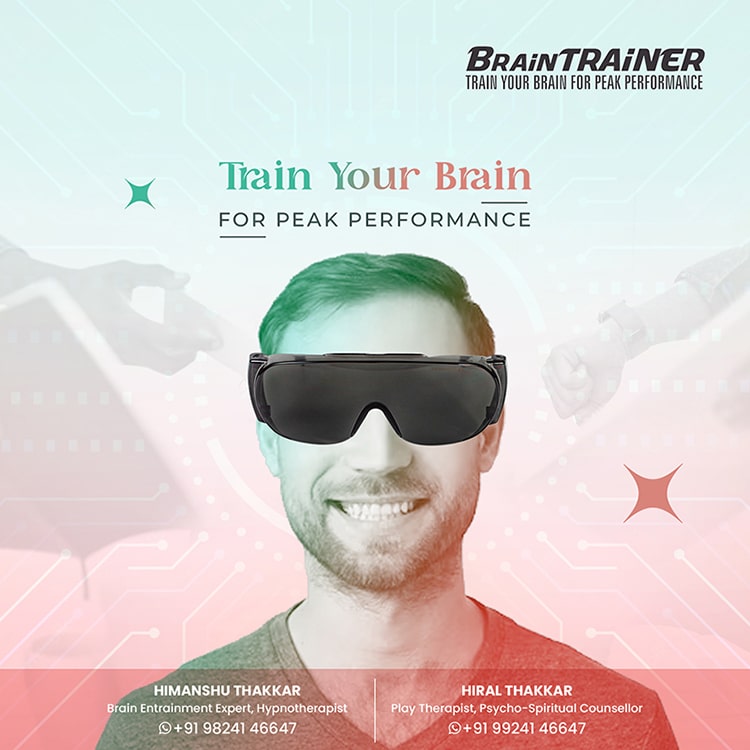 BRAiNTRAiNER
TRAIN YOUR BRAIN FOR PEAK PERFORMANCE
Train Your Brain
FOR PEAK PERFORMANCE
HIMANSHU THAKKAR
Brain Entrainment Expert, Hypnotherapist
+91 98241 46647
HIRAL THAKKAR
Play Therapist, Psycho-Spiritual Counsellor
+91 99241 46647